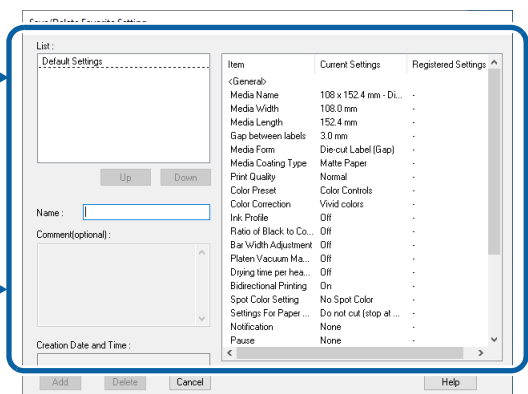 Save/Delete Favorite Setting
List :
Default Settings
Up Down
Name :
Comment(optional) :
Creation Date and Time :
Item Current Settings Registered Settings
<General>
Media Name 108 x 152.4 mm - Di... -
Media Width 108.0 mm -
Media Length 152.4 mm -
Gap between labels 3.0 mm -
Media Form Die-cut Label (Gap) -
Media Coating Type Matte Paper -
Print Quality Normal -
Color Preset Color Controls -
Color Correction Vivid colors -
Ink Profile Off -
Ratio of Black to Co... Off -
Bar Width Adjustment Off -
Platen Vacuum Ma... Off -
Drying time per hea... Off -
Bidirectional Printing On -
Spot Color Setting No Spot Color -
Settings For Paper ... Do not cut (stop at ... -
Notification None -
Pause None -
Add Delete Cancel Help